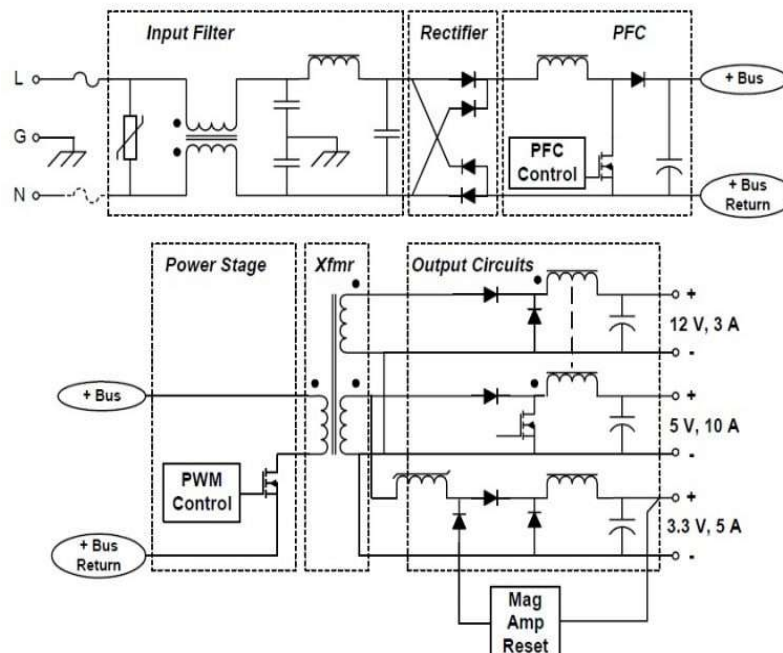 Input Filter
Rectifier
PFC
L
G
N
PFC
Control
+ Bus
+ Bus
Return
Power Stage
Xfmr
Output Circuits
+ Bus
PWM
Control
+ Bus
Return
+
12 V, 3 A
-
+
5 V, 10 A
-
+
3.3 V, 5 A
-
Mag
Amp
Reset